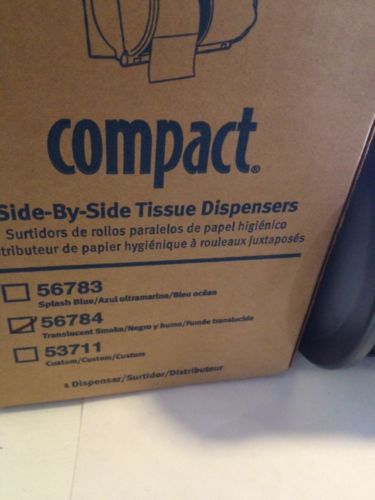 compact®
Side-By-Side Tissue Dispensers
Surtidors de rollos paralelos de papel higiénico
tributeur de papier hygiénique à rouleaux juxtaposés
56783
Splash Blue/Azul ultramarine/Bleu océan
56784
Translucent Smoke/Negro y humo/Fumée translucide
53711
Custom/Custom/Custom
1 Dispenser/Surtidor/Distributeur